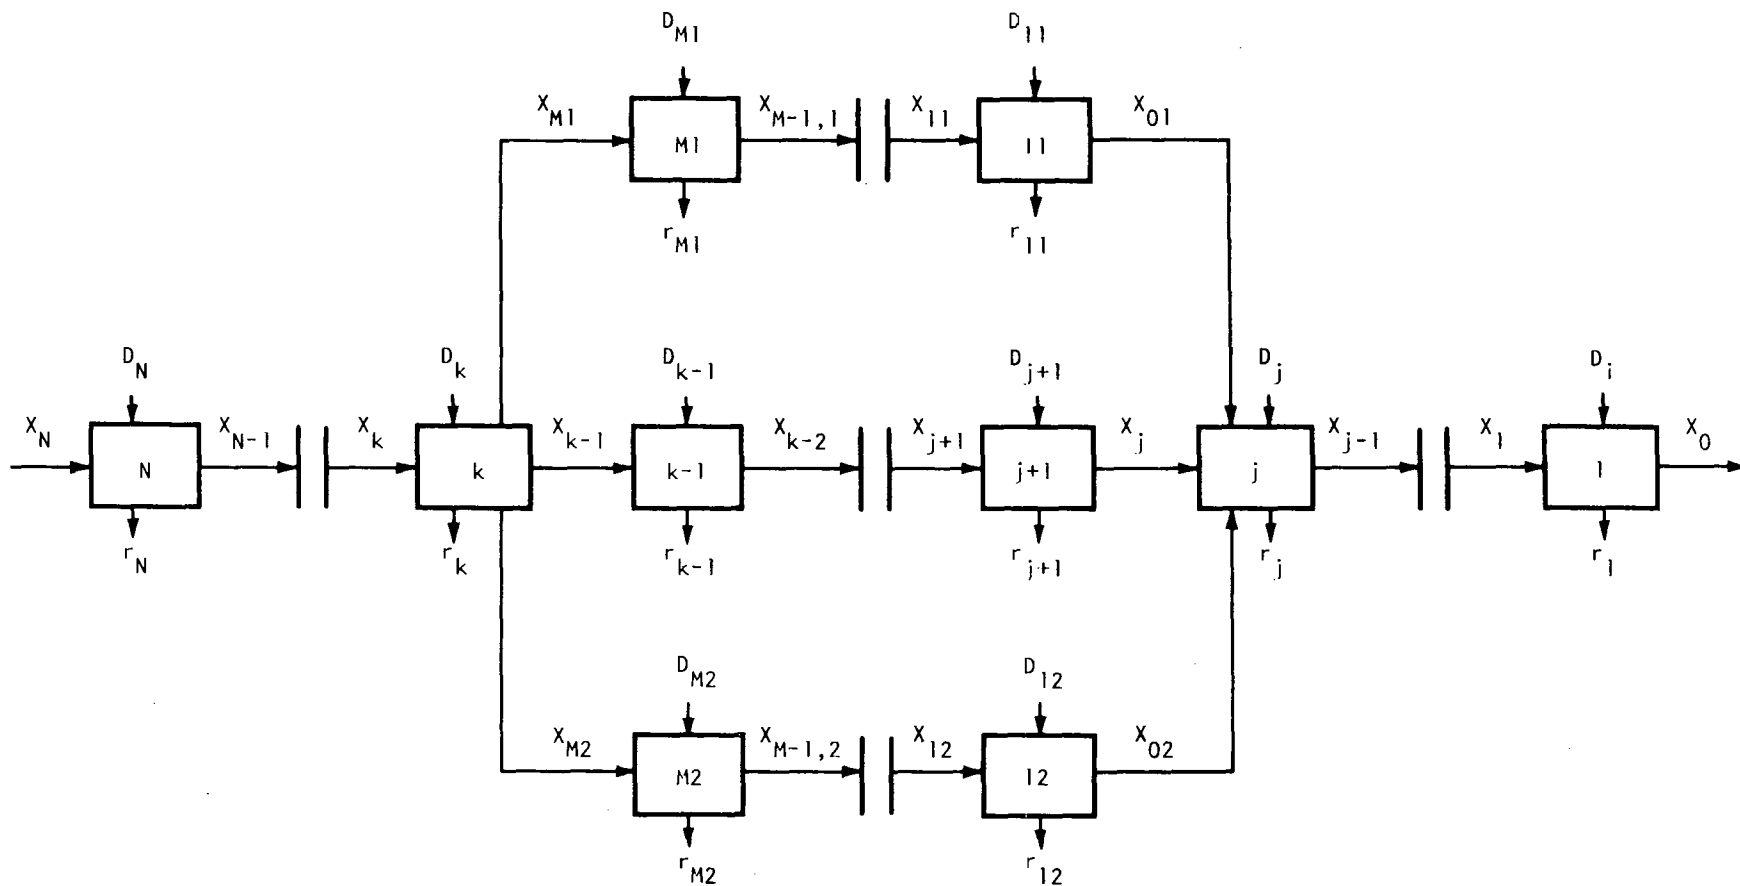 D_M1 D_11
X_M1 X_M-1,1 X_11 X_01
M1 11
r_M1 r_11
D_N D_k D_k-1 D_j+1 D_j D_i
X_N X_N-1 X_k X_k-1 X_k-2 X_j+1 X_j X_j-1 X_1 X_0
N k k-1 j+1 j 1
r_N r_k r_k-1 r_j+1 r_j r_1
D_M2 D_12
X_M2 X_M-1,2 X_12 X_02
M2 12
r_M2 r_12